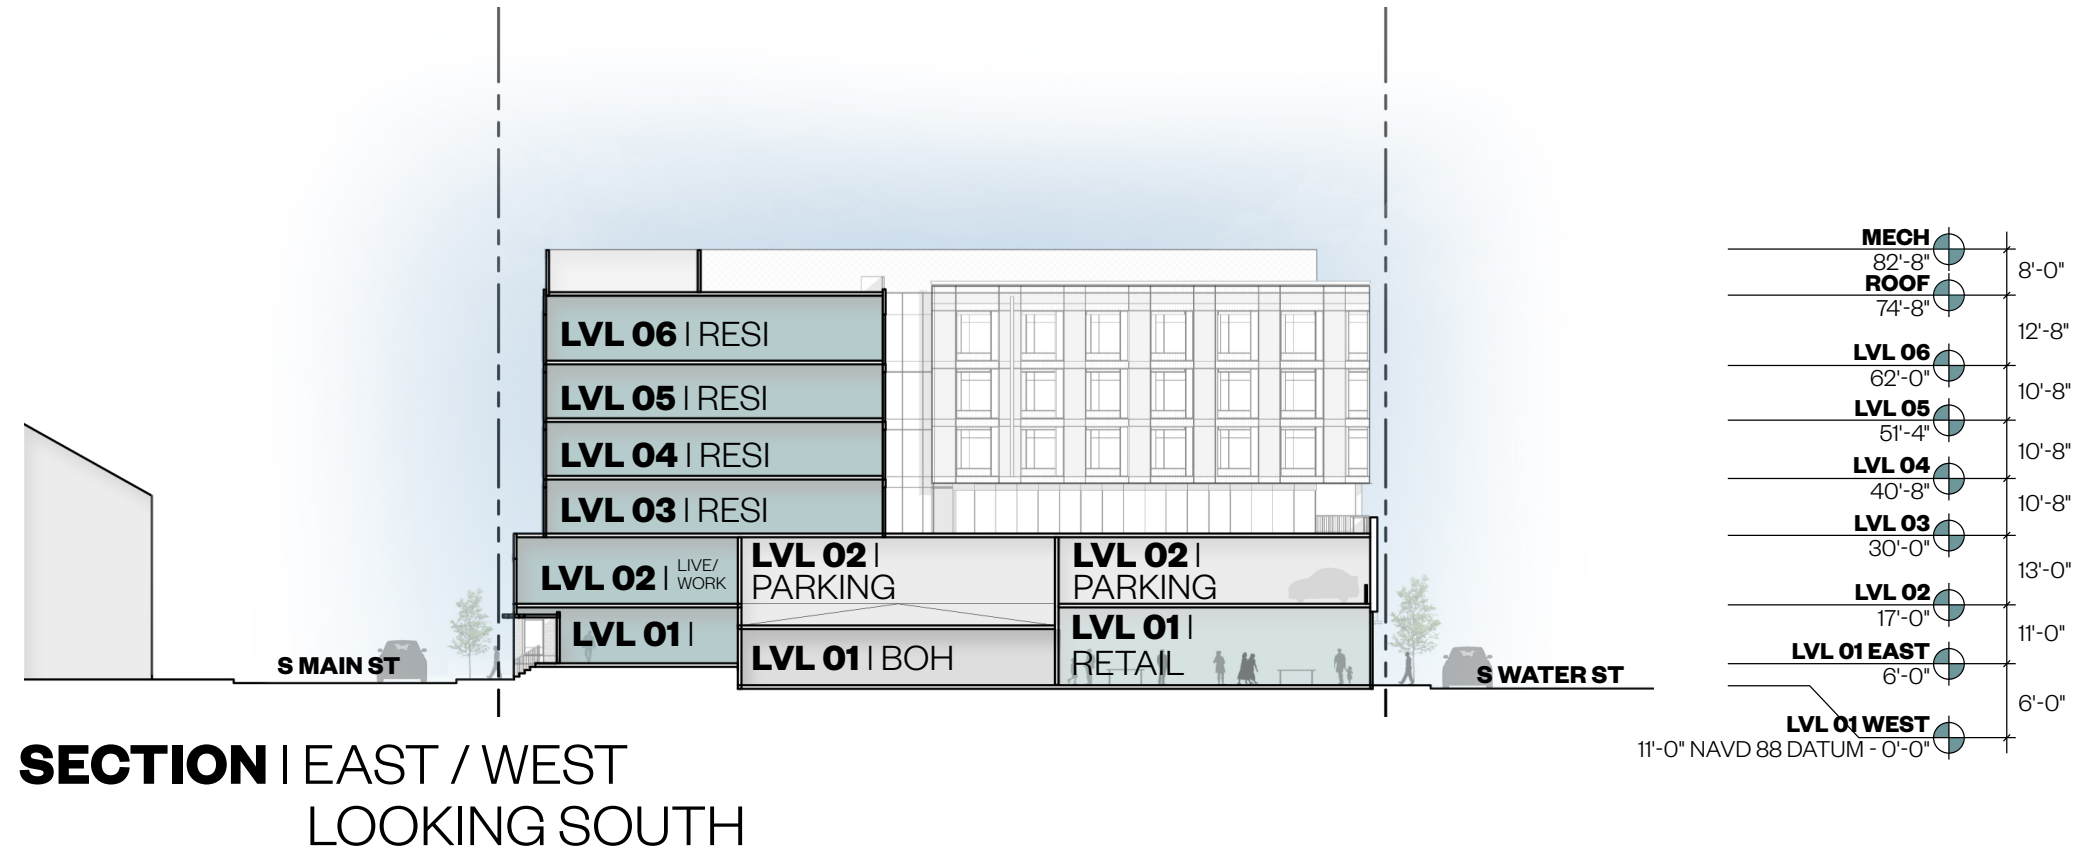 LVL 06 | RESI
LVL 05 | RESI
LVL 04 | RESI
LVL 03 | RESI
LVL 02 | LIVE/
WORK
LVL 02 |
PARKING
LVL 02 |
PARKING
LVL 01 |
LVL 01 | BOH
LVL 01 |
RETAIL
S MAIN ST
S WATER ST
MECH
82'-8"
8'-0"
ROOF
74'-8"
12'-8"
LVL 06
62'-0"
10'-8"
LVL 05
51'-4"
10'-8"
LVL 04
40'-8"
10'-8"
LVL 03
30'-0"
13'-0"
LVL 02
17'-0"
11'-0"
LVL 01 EAST
6'-0"
6'-0"
LVL 01 WEST
11'-0" NAVD 88 DATUM - 0'-0"
SECTION | EAST / WEST
LOOKING SOUTH